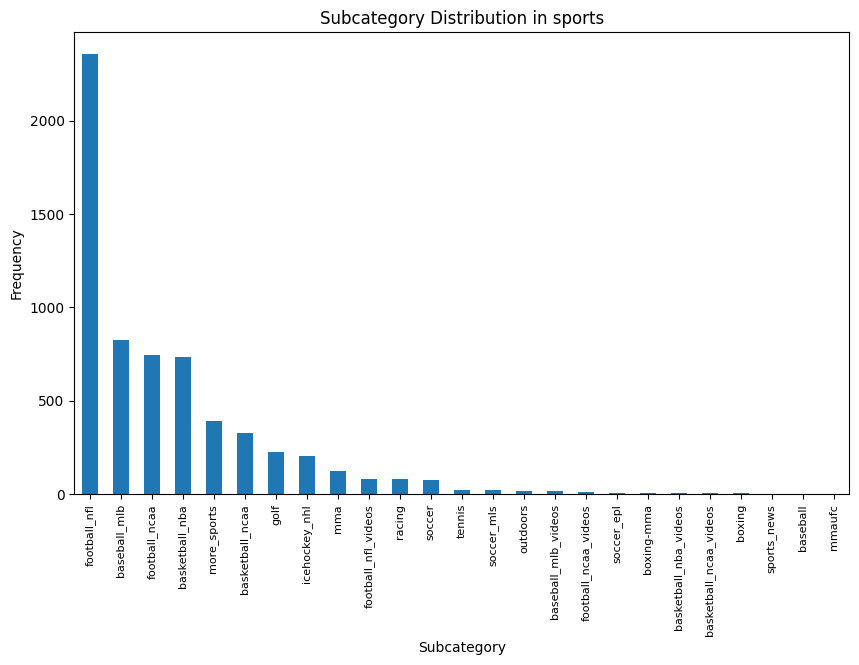 Subcategory Distribution in sports
Frequency
2000
1500
1000
500
0
football_nfl
baseball_mlb
football_ncaa
basketball_nba
more_sports
basketball_ncaa
golf
icehockey_nhl
mma
football_nfl_videos
racing
soccer
tennis
soccer_mls
outdoors
baseball_mlb_videos
football_ncaa_videos
soccer_epl
boxing-mma
basketball_nba_videos
basketball_ncaa_videos
boxing
sports_news
baseball
mmaufc
Subcategory